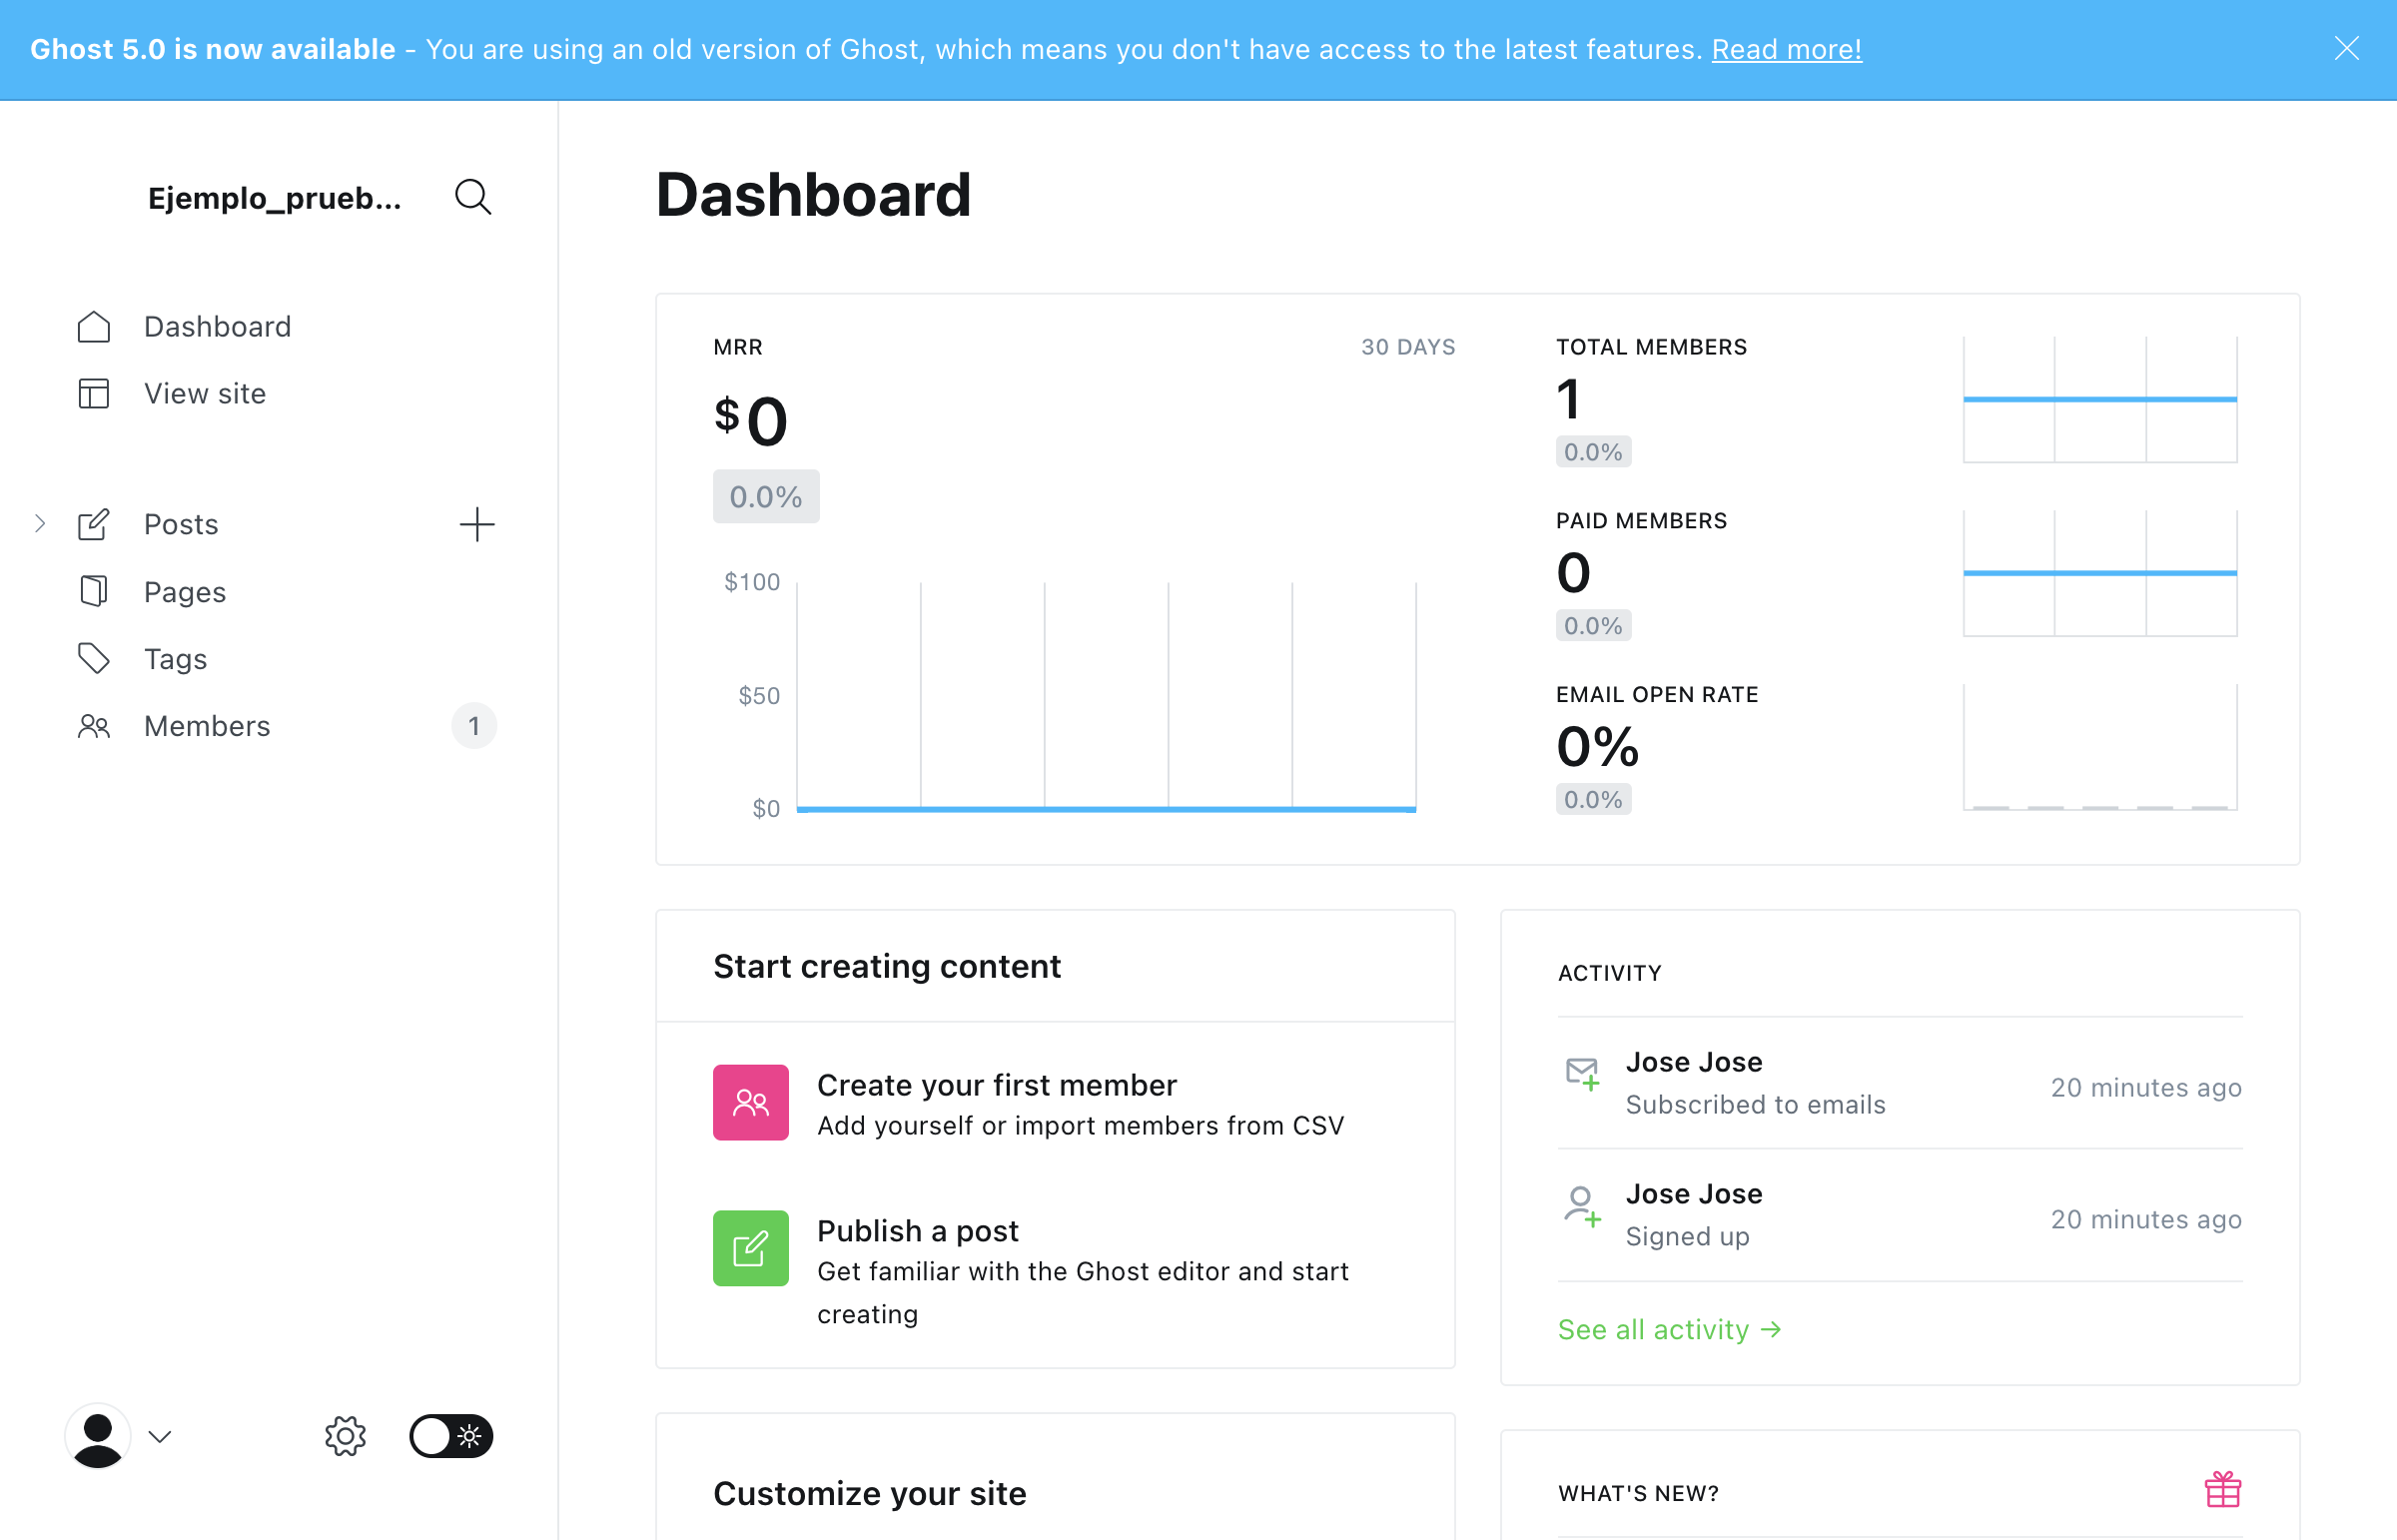 Ghost 5.0 is now available - You are using an old version of Ghost, which means you don't have access to the latest features. Read more!
Ejemplo_prueb...
Dashboard
View site
Posts
Pages
Tags
Members
1
Dashboard
MRR
30 DAYS
$0
0.0%
$100
$50
$0
TOTAL MEMBERS
1
0.0%
PAID MEMBERS
0
0.0%
EMAIL OPEN RATE
0%
0.0%
Start creating content
Create your first member
Add yourself or import members from CSV
Publish a post
Get familiar with the Ghost editor and start
creating
Customize your site
ACTIVITY
Jose Jose
Subscribed to emails
20 minutes ago
Jose Jose
Signed up
20 minutes ago
See all activity →
WHAT'S NEW?